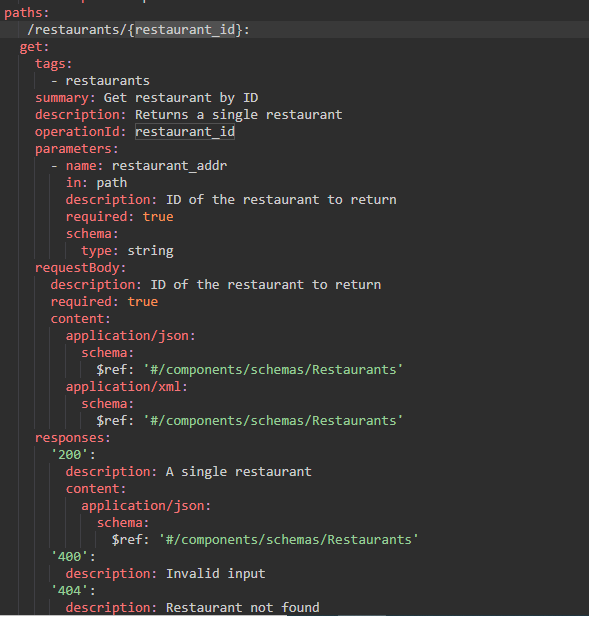 paths:
/restaurants/{restaurant_id}:
get:
tags:
- restaurants
summary: Get restaurant by ID
description: Returns a single restaurant
operationId: restaurant_id
parameters:
- name: restaurant_addr
in: path
description: ID of the restaurant to return
required: true
schema:
type: string
requestBody:
description: ID of the restaurant to return
required: true
content:
application/json:
schema:
$ref: '#/components/schemas/Restaurants'
application/xml:
schema:
$ref: '#/components/schemas/Restaurants'
responses:
'200':
description: A single restaurant
content:
application/json:
schema:
$ref: '#/components/schemas/Restaurants'
'400':
description: Invalid input
'404':
description: Restaurant not found